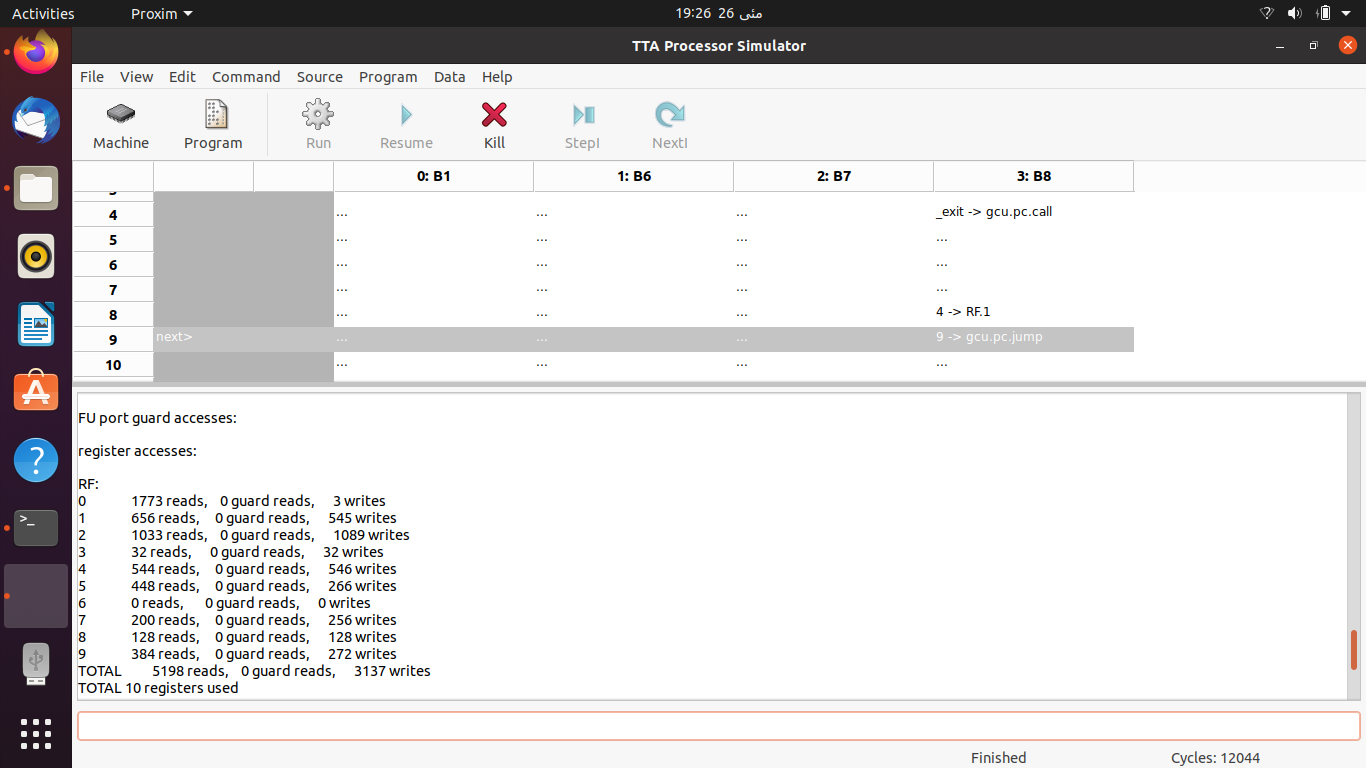 Activities Proxim 19:26 26 مئی
TTA Processor Simulator
File View Edit Command Source Program Data Help
Machine Program Run Resume Kill StepI NextI
0: B1 1: B6 2: B7 3: B8
4 ... ... ... _exit -> gcu.pc.call
5 ... ... ... ...
6 ... ... ... ...
7 ... ... ... ...
8 ... ... ... 4 -> RF.1
9 next> ... ... ... 9 -> gcu.pc.jump
10 ... ... ... ...
FU port guard accesses:
register accesses:
RF:
0 1773 reads, 0 guard reads, 3 writes
1 656 reads, 0 guard reads, 545 writes
2 1033 reads, 0 guard reads, 1089 writes
3 32 reads, 0 guard reads, 32 writes
4 544 reads, 0 guard reads, 546 writes
5 448 reads, 0 guard reads, 266 writes
6 0 reads, 0 guard reads, 0 writes
7 200 reads, 0 guard reads, 256 writes
8 128 reads, 0 guard reads, 128 writes
9 384 reads, 0 guard reads, 272 writes
TOTAL 5198 reads, 0 guard reads, 3137 writes
TOTAL 10 registers used
Finished Cycles: 12044